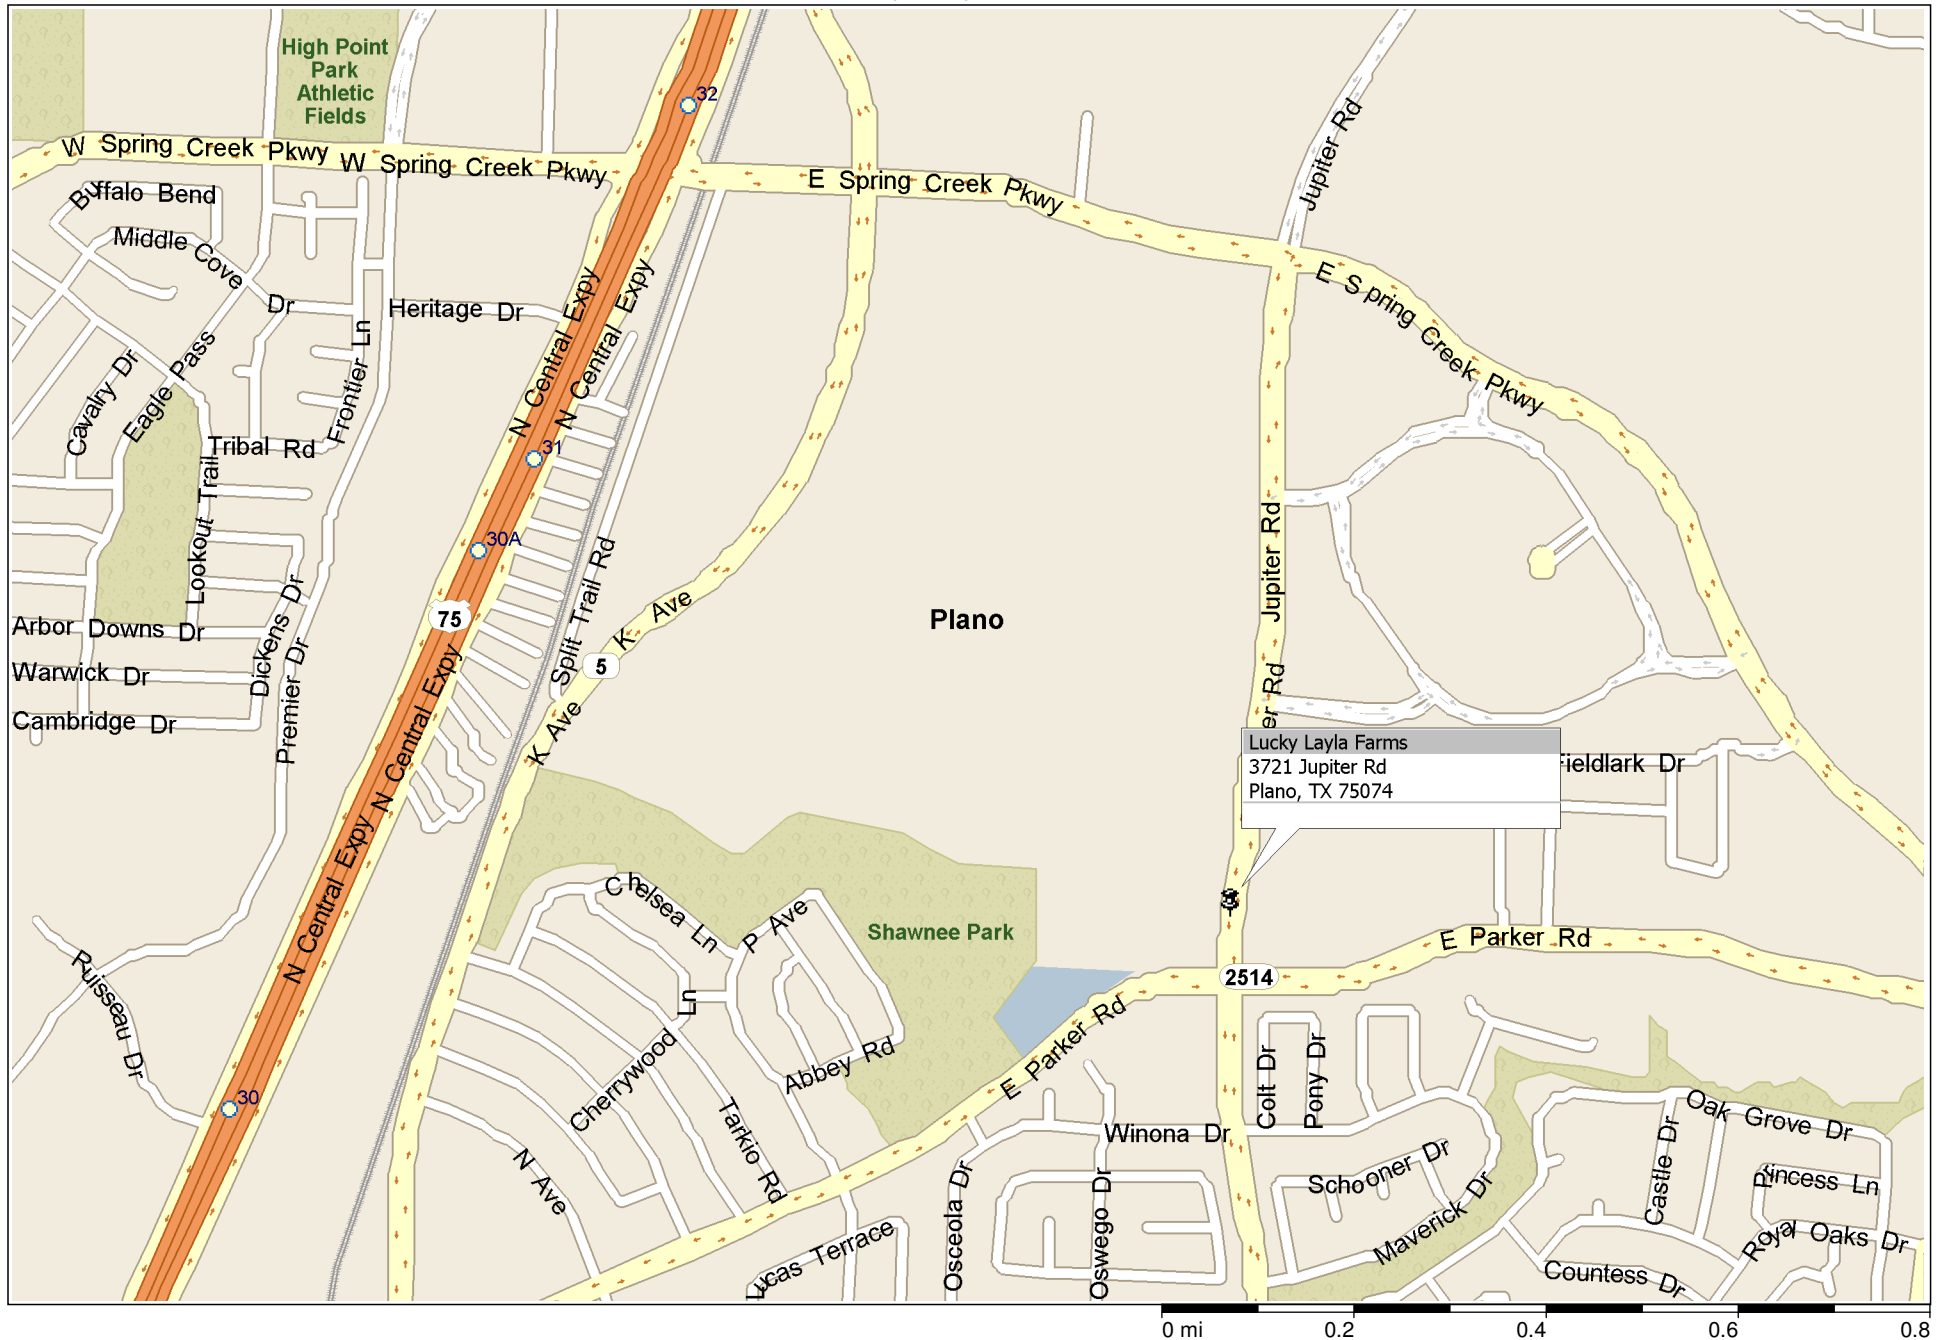 High Point
Park
Athletic
Fields
32
W Spring Creek Pkwy
W Spring Creek Pkwy
E Spring Creek Pkwy
Jupiter Rd
Buffalo Bend
Middle Cove Dr
E Spring Creek Pkwy
Heritage Dr
N Central Expy
N Central Expy
Cavalry Dr
Eagle Pass
Frontier Ln
Tribal Rd
31
Lookout Trail
30A
Jupiter Rd
Split Trail Rd
K Ave
75
5
Plano
Arbor Downs Dr
Dickens Dr
Warwick Dr
Premier Dr
Cambridge Dr
N Central Expy
K Ave
er Rd
Lucky Layla Farms
3721 Jupiter Rd
Plano, TX 75074
Fieldlark Dr
N Central Expy
Chelsea Ln
P Ave
Shawnee Park
E Parker Rd
2514
Ruisseau Dr
Cherrywood Ln
Abbey Rd
E Parker Rd
Colt Dr
Pony Dr
30
Tarkio Rd
N Ave
Winona Dr
Oak Grove Dr
Schooner Dr
Castle Dr
Princess Ln
Osceola Dr
Oswego Dr
Maverick Dr
Royal Oaks Dr
Lucas Terrace
Countess Dr
0 mi
0.2
0.4
0.6
0.8